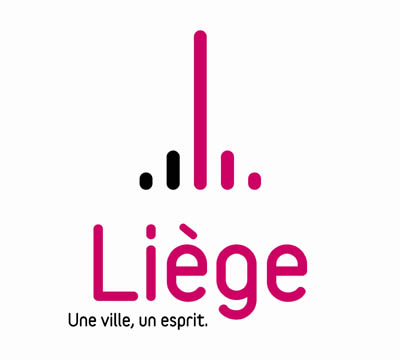 Liège
Une ville, un esprit.